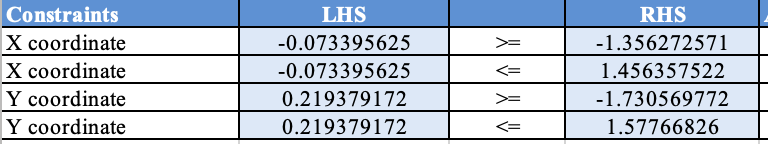 Constraints LHS RHS
X coordinate -0.073395625 >= -1.356272571
X coordinate -0.073395625 <= 1.456357522
Y coordinate 0.219379172 >= -1.730569772
Y coordinate 0.219379172 <= 1.57766826